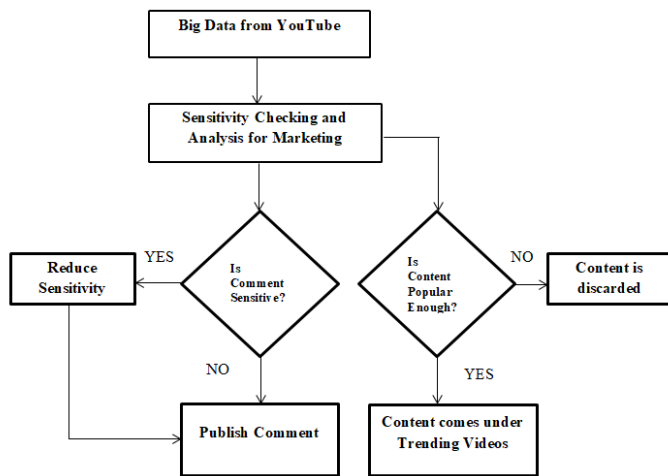 Big Data from YouTube
Sensitivity Checking and
Analysis for Marketing
YES
Reduce
Sensitivity
Is
Comment
Sensitive?
Is
Content
Popular
Enough?
NO
Content is
discarded
NO
YES
Publish Comment
Content comes under
Trending Videos